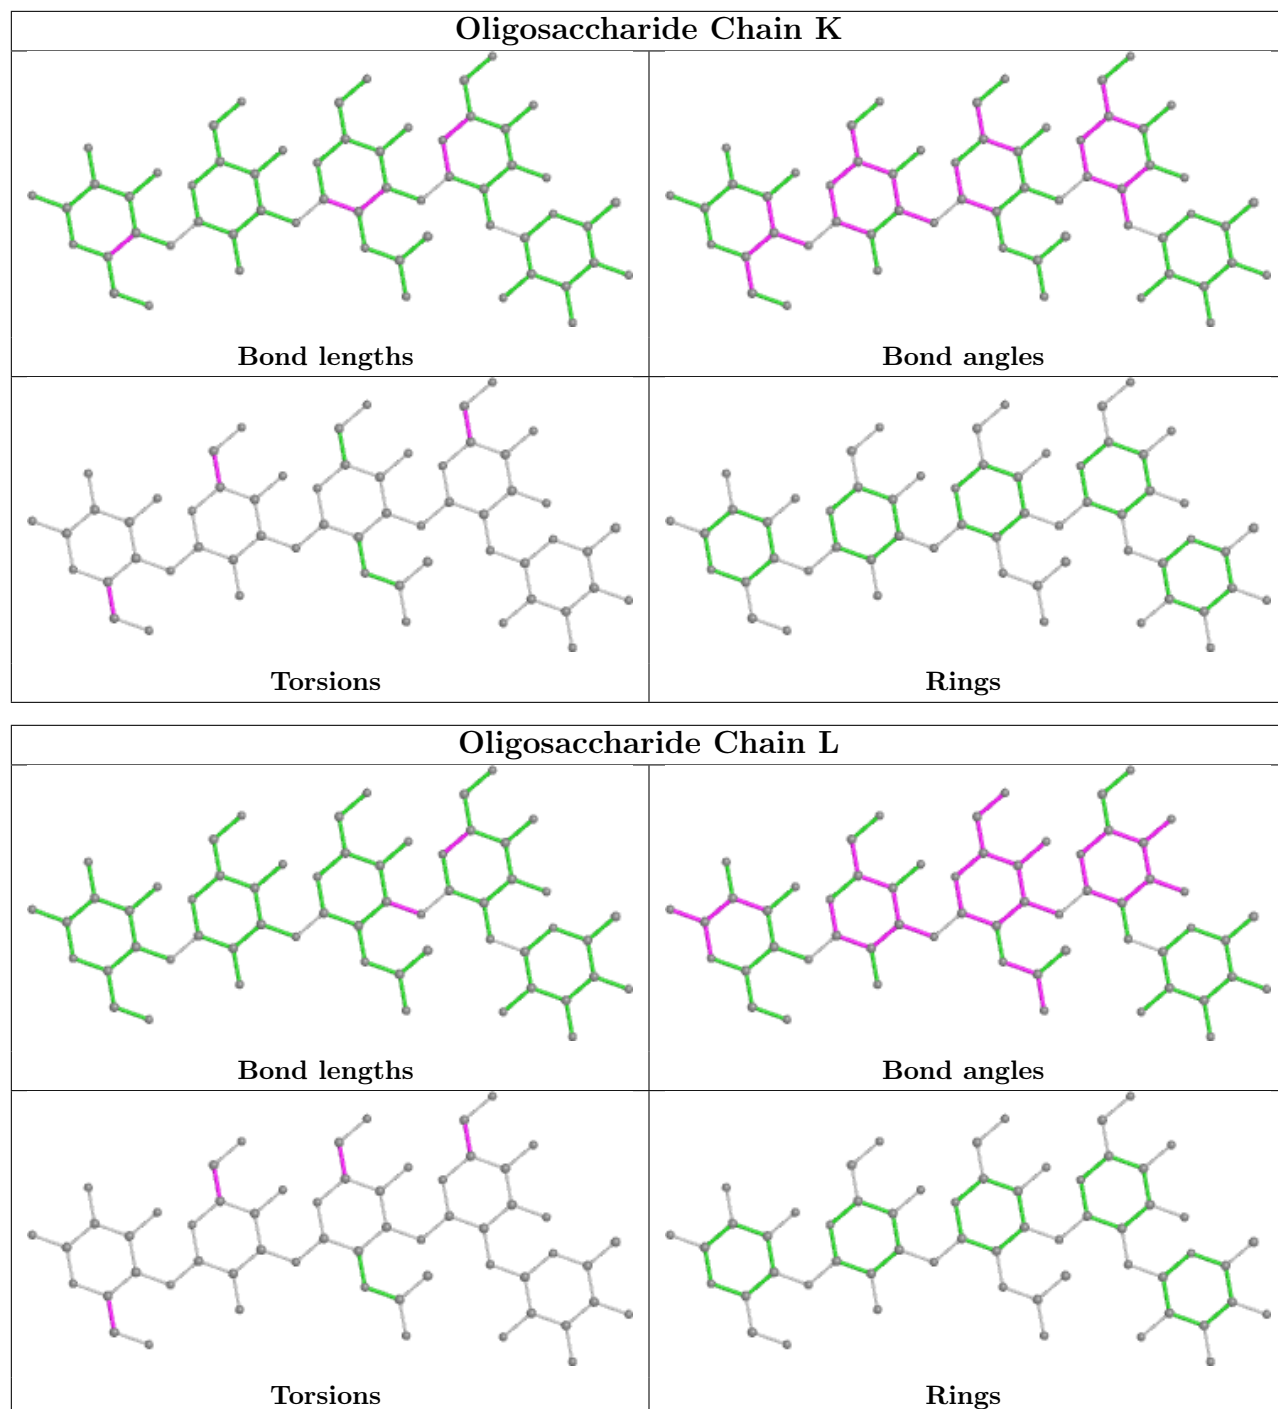 Oligosaccharide Chain K
Bond lengths
Bond angles
Torsions
Rings
Oligosaccharide Chain L
Bond lengths
Bond angles
Torsions
Rings